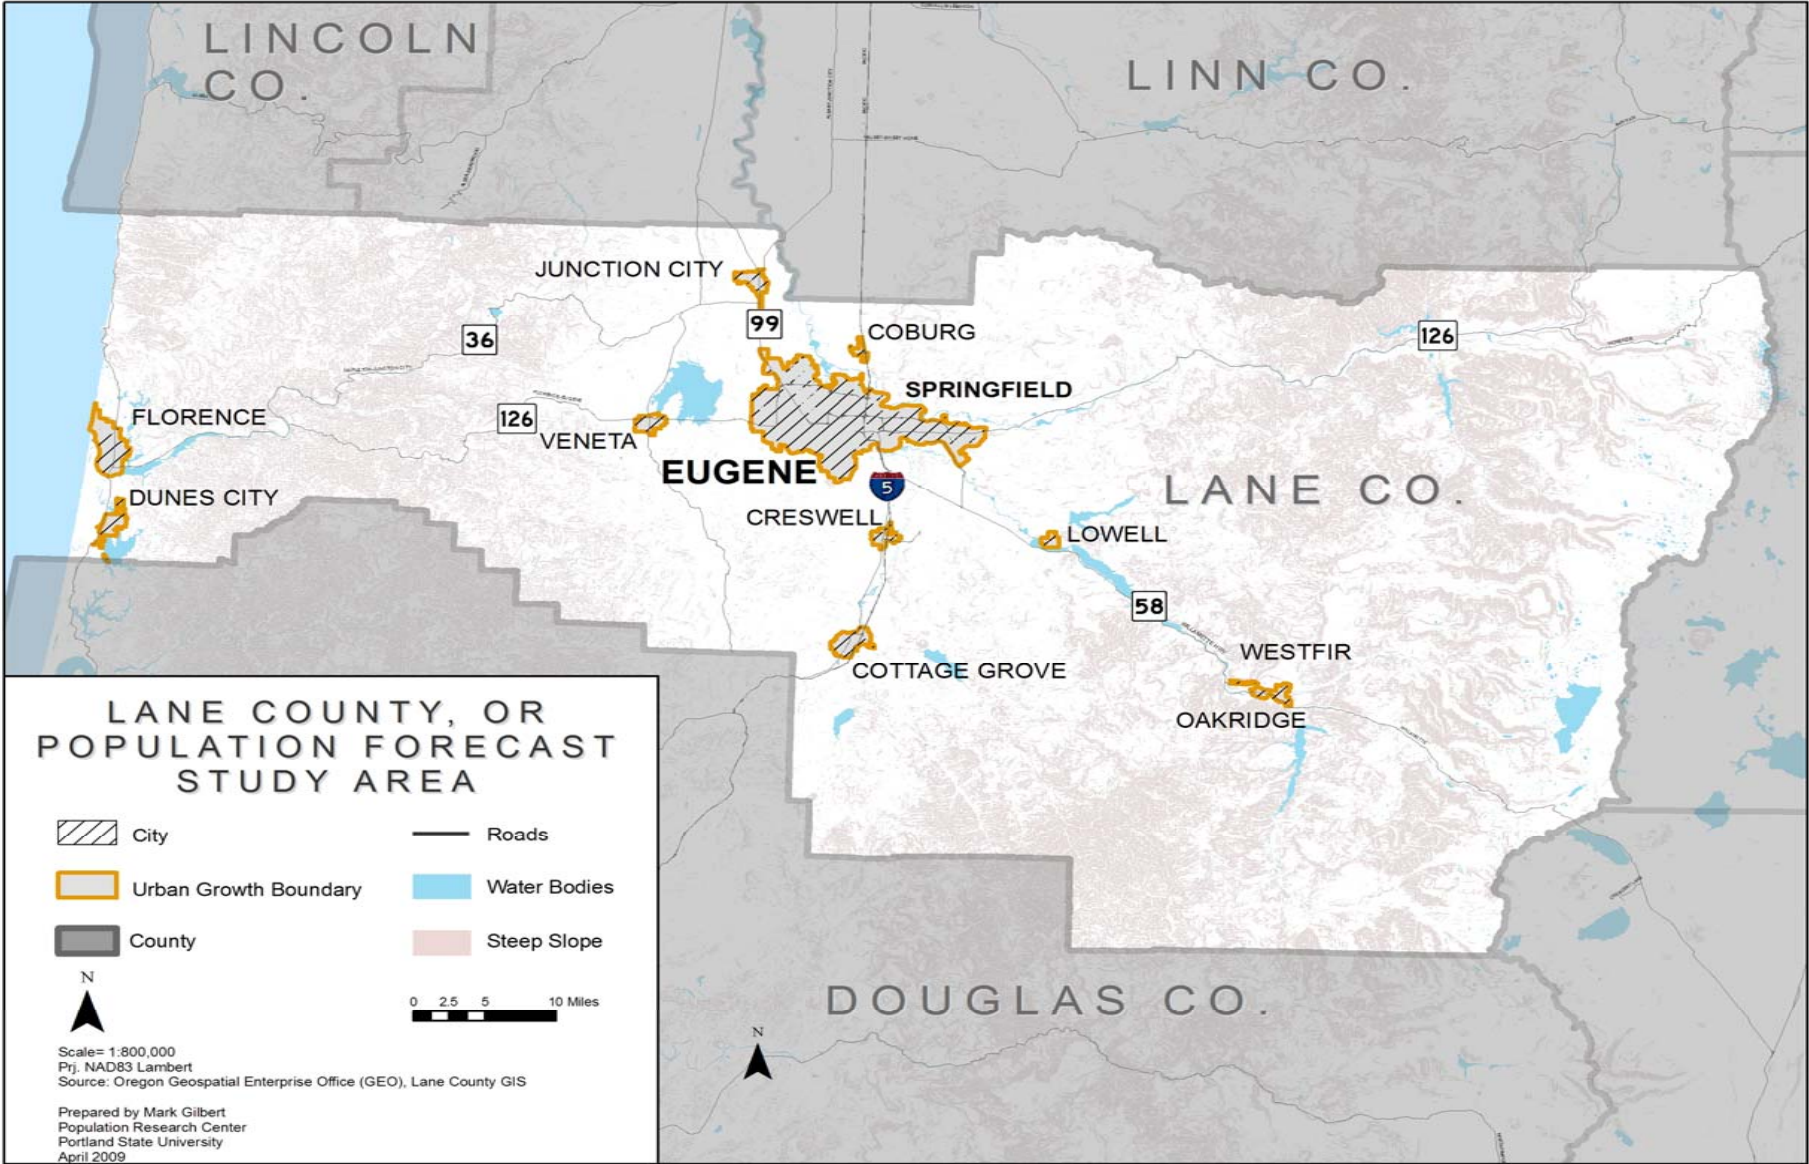 LINCOLN
CO.
LINN CO.
JUNCTION CITY
99
COBURG
36
126
SPRINGFIELD
FLORENCE
126
VENETA
EUGENE
5
LANE CO.
DUNES CITY
CRESWELL
LOWELL
58
WESTFIR
COTTAGE GROVE
OAKRIDGE
LANE COUNTY, OR
POPULATION FORECAST
STUDY AREA
City
Roads
Urban Growth Boundary
Water Bodies
County
Steep Slope
N
0 2.5 5 10 Miles
DOUGLAS CO.
N
Scale= 1:800,000
Prj. NAD83 Lambert
Source: Oregon Geospatial Enterprise Office (GEO), Lane County GIS
Prepared by Mark Gilbert
Population Research Center
Portland State University
April 2009